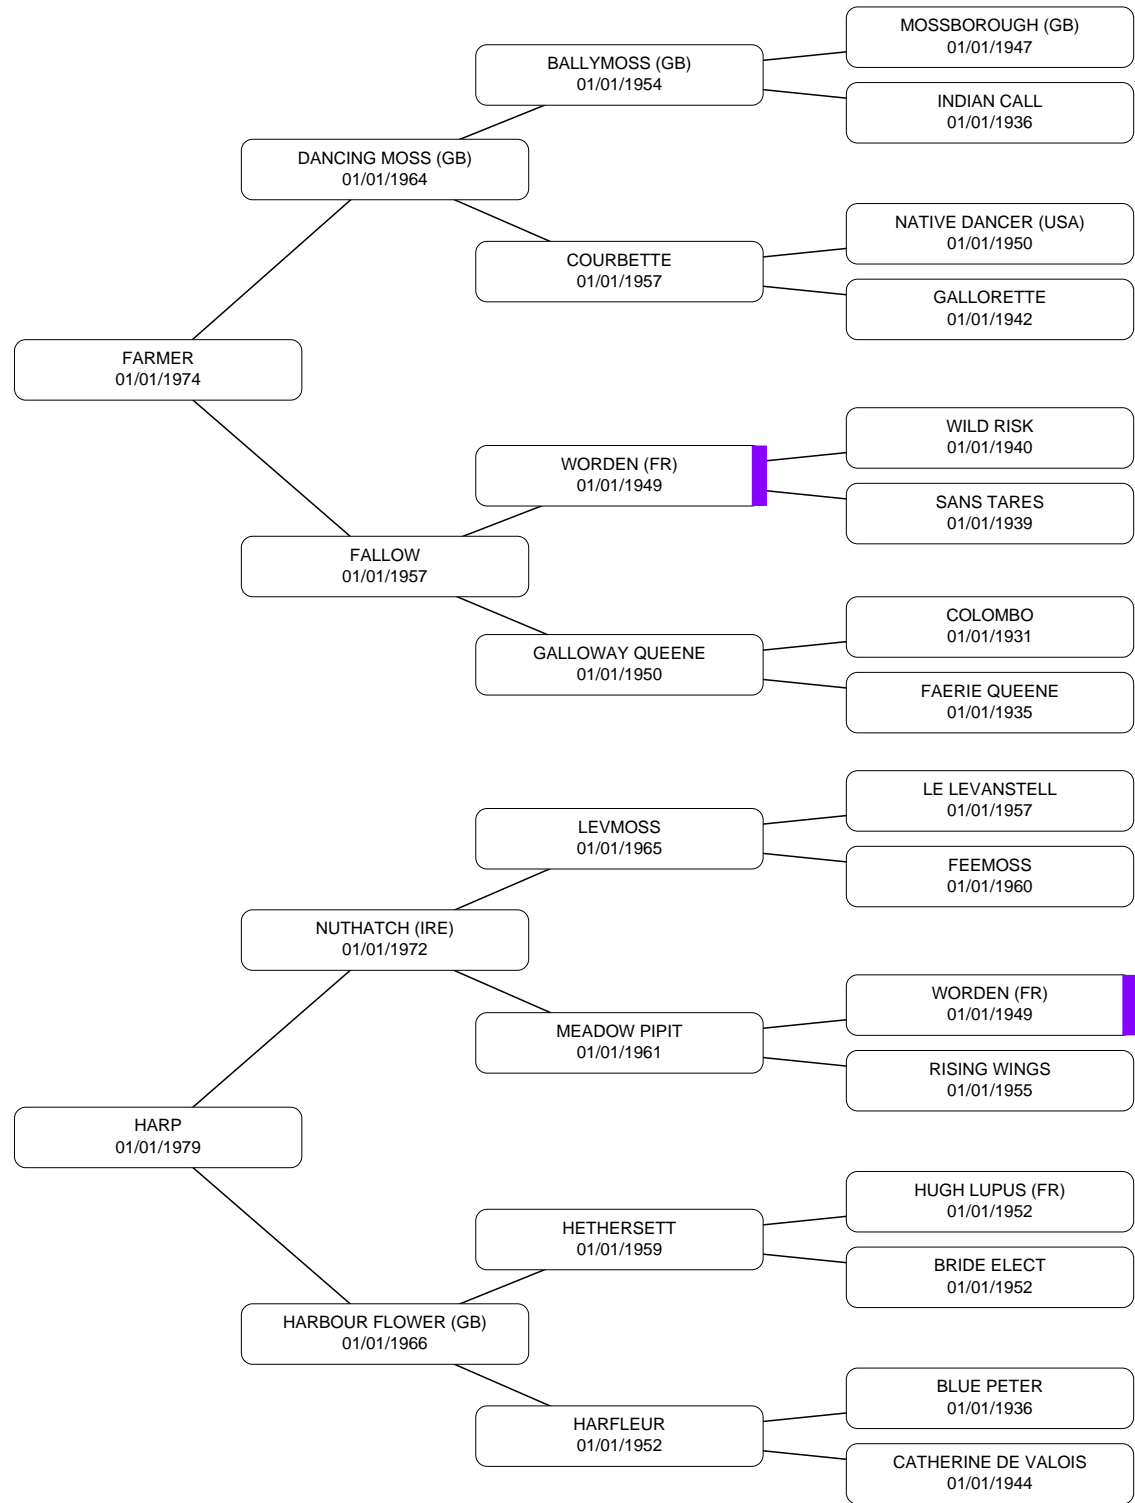 MOSSBOROUGH (GB)
01/01/1947
BALLYMOSS (GB)
01/01/1954
INDIAN CALL
01/01/1936
DANCING MOSS (GB)
01/01/1964
NATIVE DANCER (USA)
01/01/1950
COURBETTE
01/01/1957
GALLORETTE
01/01/1942
FARMER
01/01/1974
WILD RISK
01/01/1940
WORDEN (FR)
01/01/1949
SANS TARES
01/01/1939
FALLOW
01/01/1957
COLOMBO
01/01/1931
GALLOWAY QUEENE
01/01/1950
FAERIE QUEENE
01/01/1935
LE LEVANSTELL
01/01/1957
LEVMOSS
01/01/1965
FEEMOSS
01/01/1960
NUTHATCH (IRE)
01/01/1972
WORDEN (FR)
01/01/1949
MEADOW PIPIT
01/01/1961
RISING WINGS
01/01/1955
HARP
01/01/1979
HUGH LUPUS (FR)
01/01/1952
HETHERSETT
01/01/1959
BRIDE ELECT
01/01/1952
HARBOUR FLOWER (GB)
01/01/1966
BLUE PETER
01/01/1936
HARFLEUR
01/01/1952
CATHERINE DE VALOIS
01/01/1944